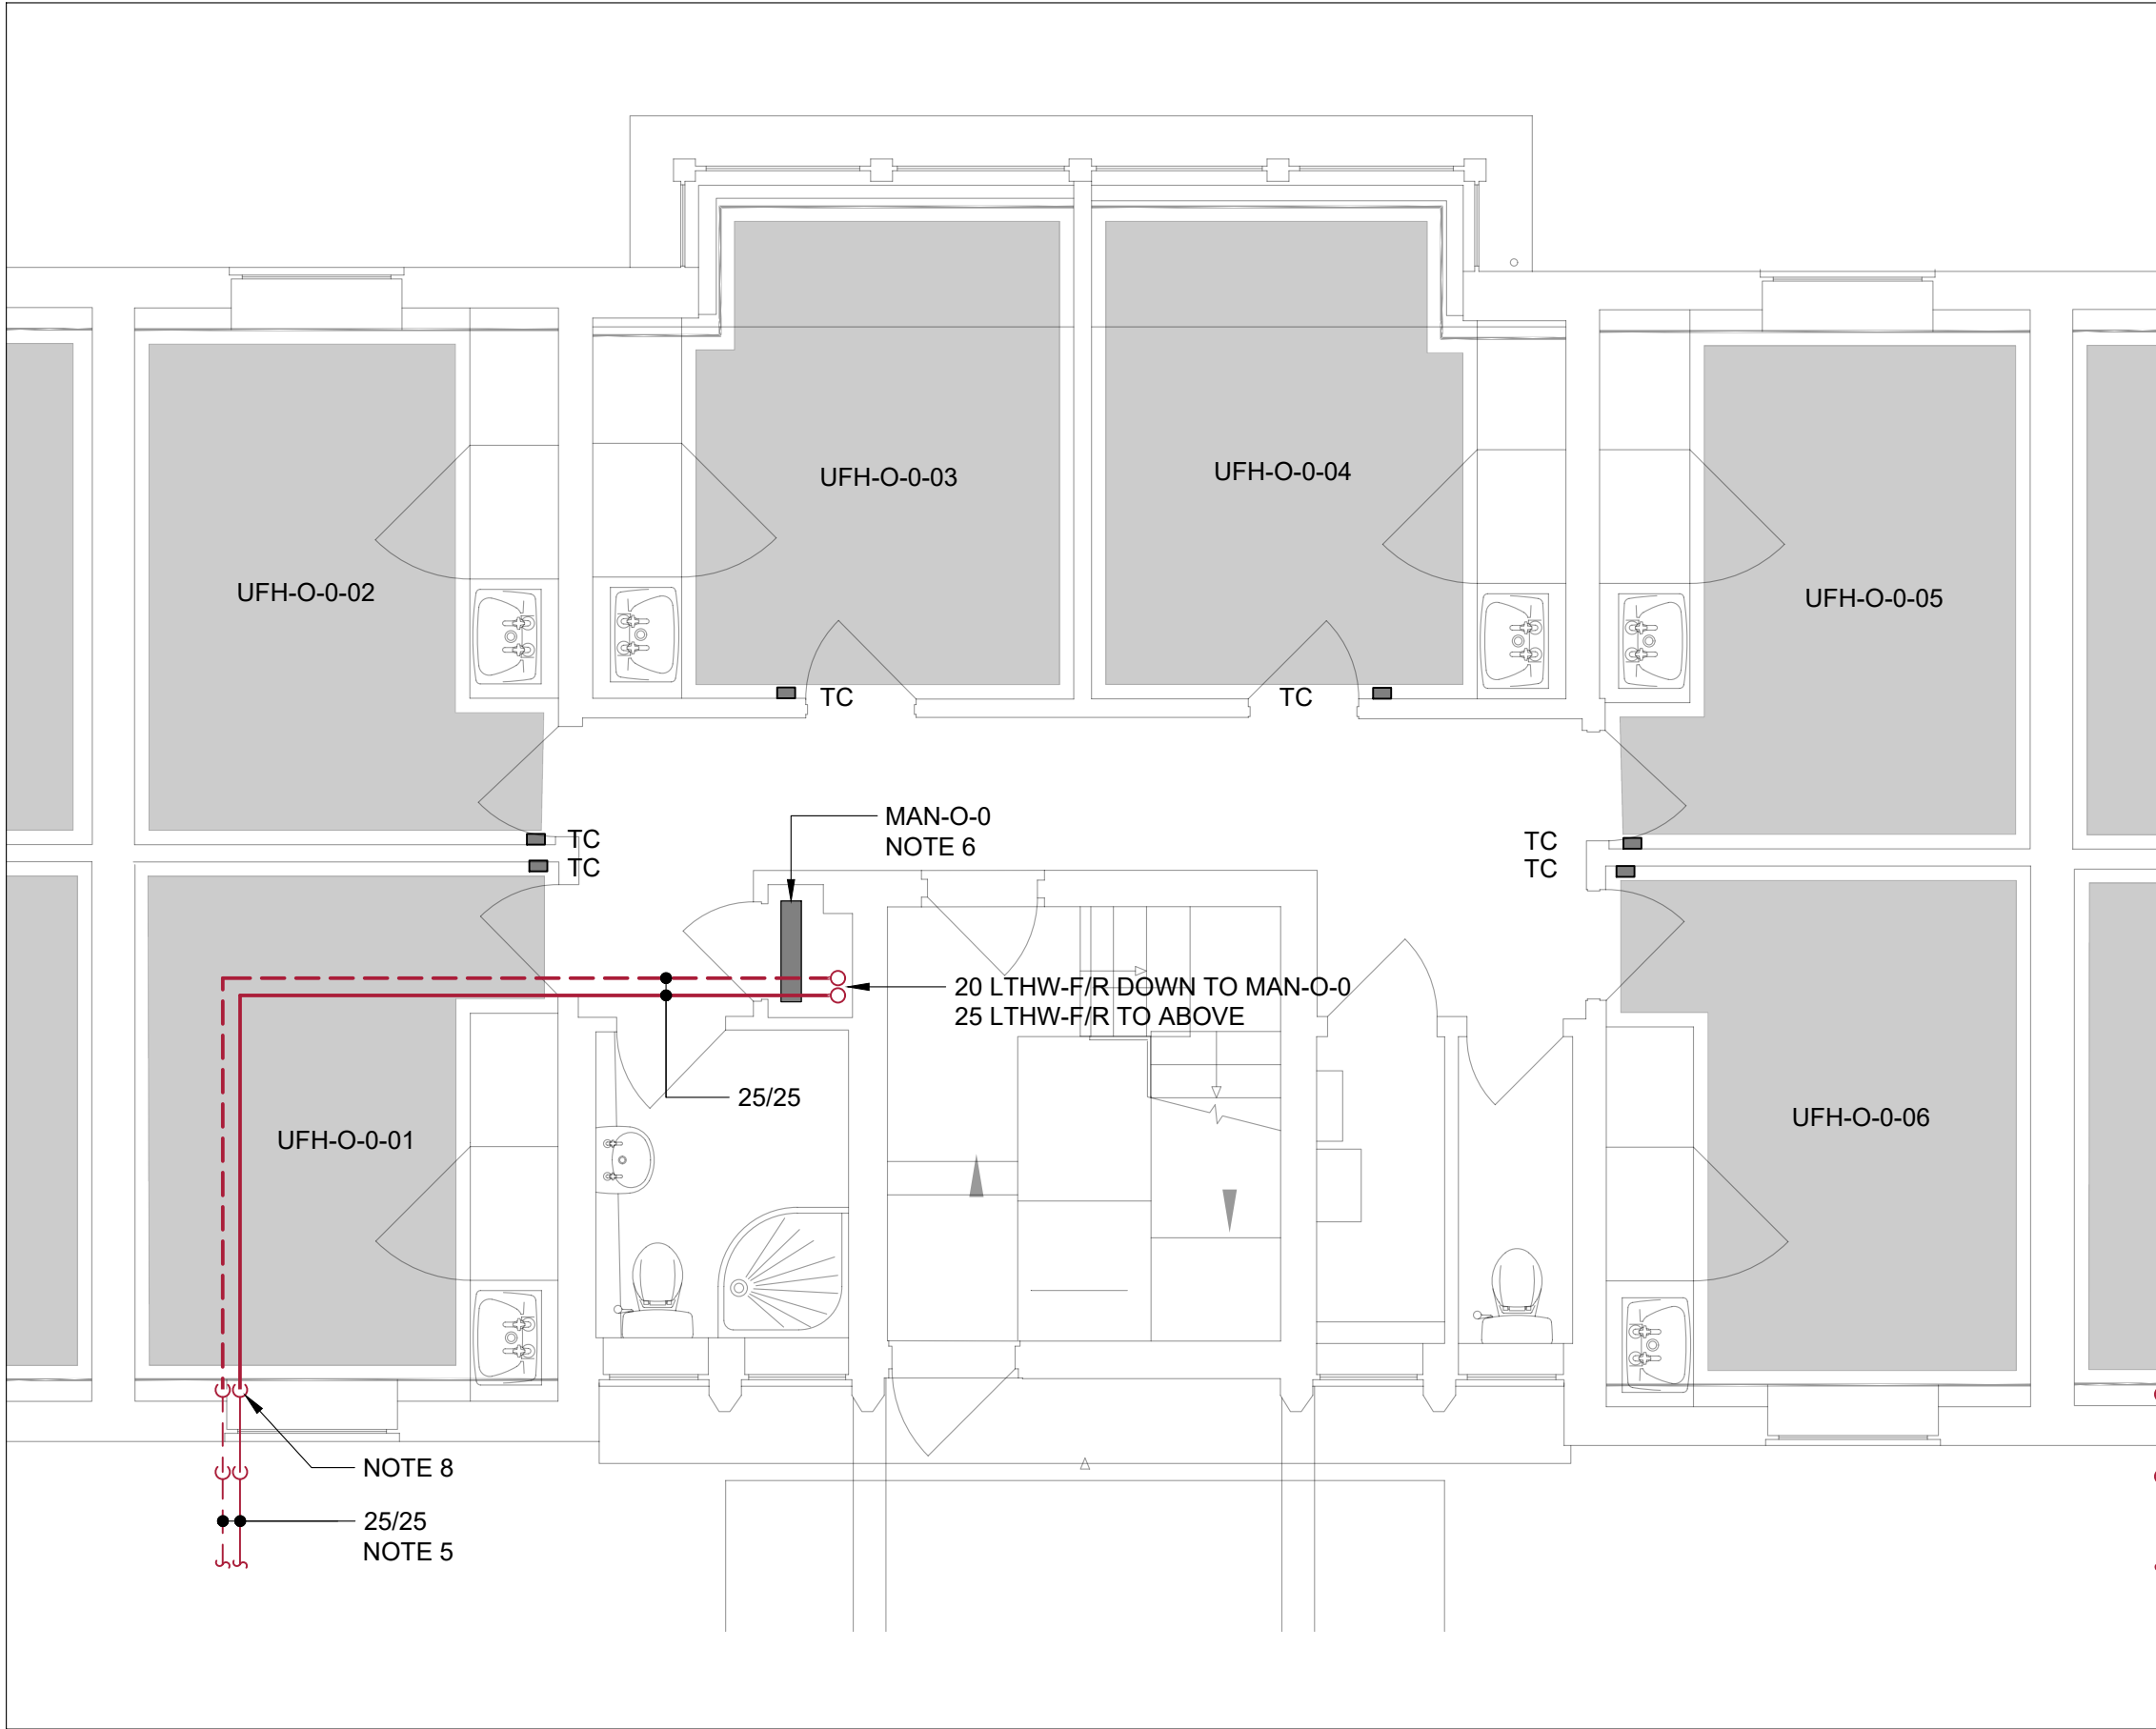 UFH-O-0-03
UFH-O-0-04
UFH-O-0-02
UFH-O-0-05
TC
TC
MAN-O-0
NOTE 6
TC
TC
TC
TC
20 LTHW-F/R DOWN TO MAN-O-0
25 LTHW-F/R TO ABOVE
25/25
UFH-O-0-01
UFH-O-0-06
NOTE 8
25/25
NOTE 5